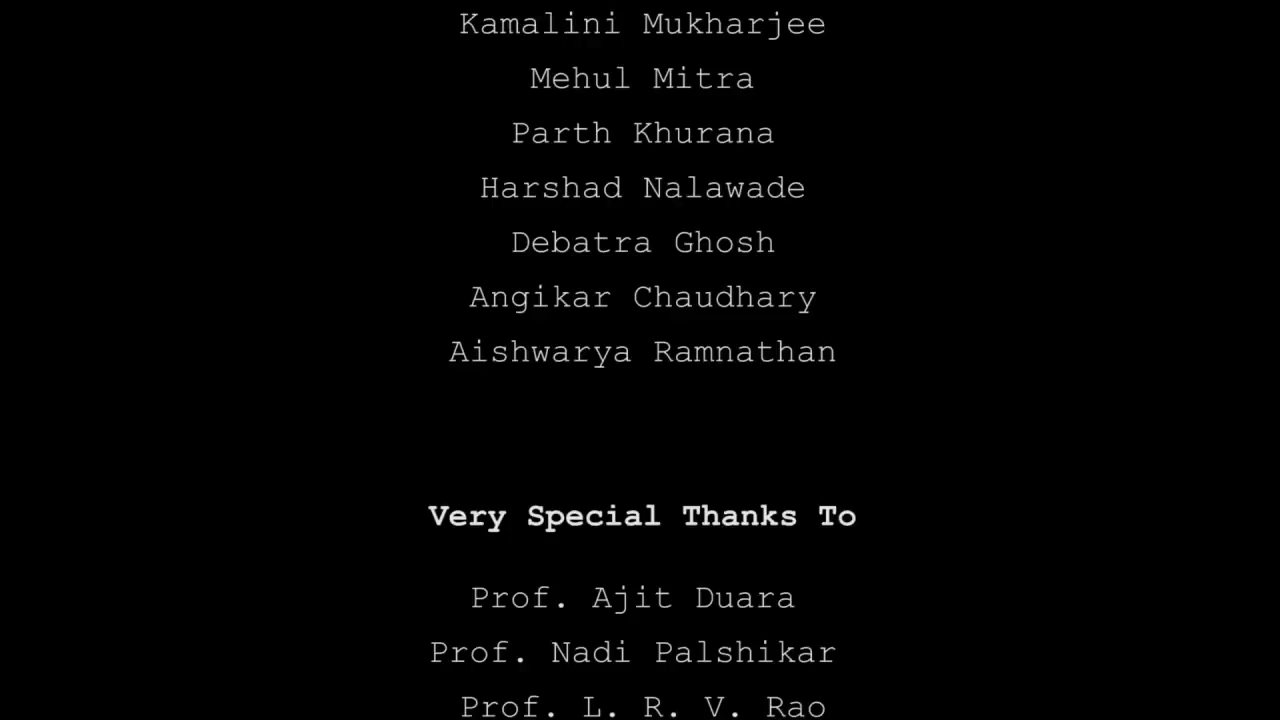 Kamalini Mukharjee
Mehul Mitra
Parth Khurana
Harshad Nalawade
Debatra Ghosh
Angikar Chaudhary
Aishwarya Ramnathan
Very Special Thanks To
Prof. Ajit Duara
Prof. Nadi Palshikar
Prof. L. R. V. Rao